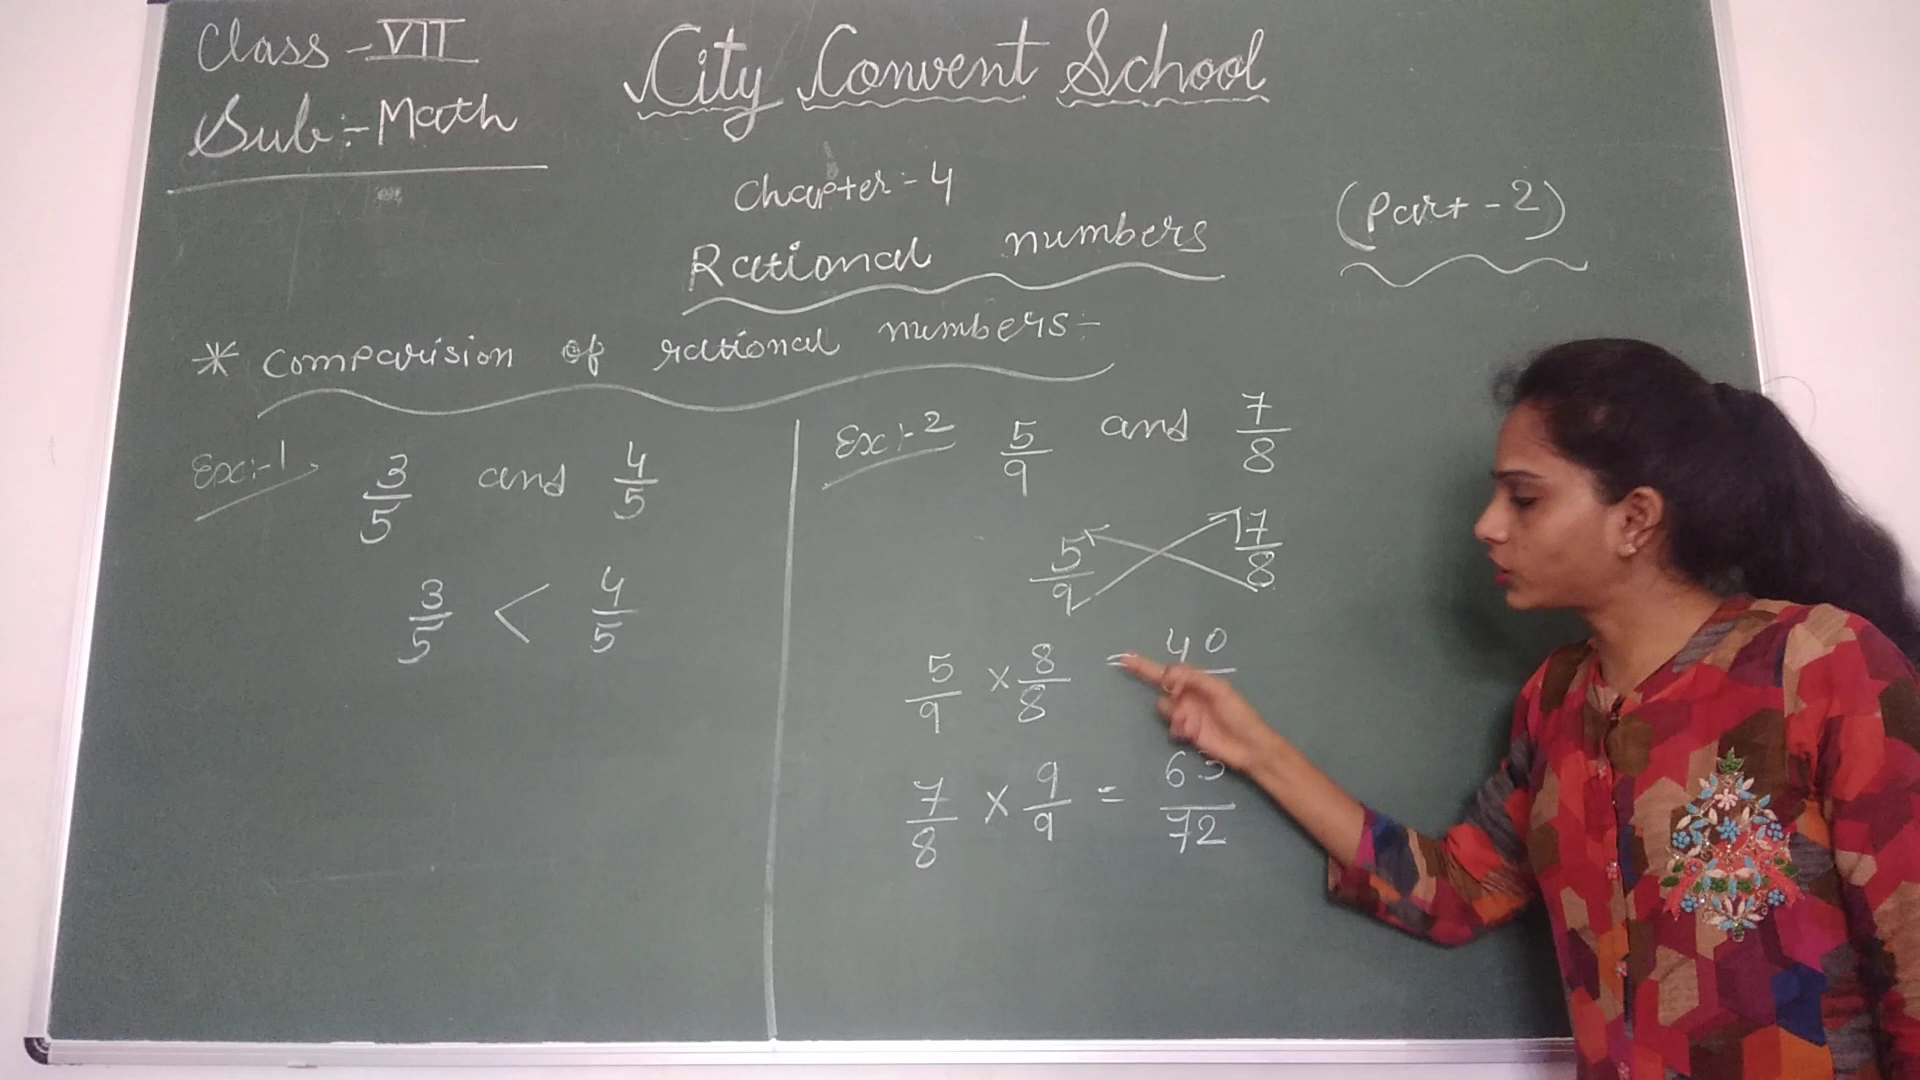 Class - VII
Sub :- Math
City Convent School
Chapter :- 4
Rational numbers
(Part - 2)
* Comparision of rational numbers :-
Ex :- 1 3/5 and 4/5
3/5 < 4/5
Ex :- 2 5/9 and 7/8
5/9 7/8
5/9 × 8/8 = 40
7/8 × 9/9 = 63/72